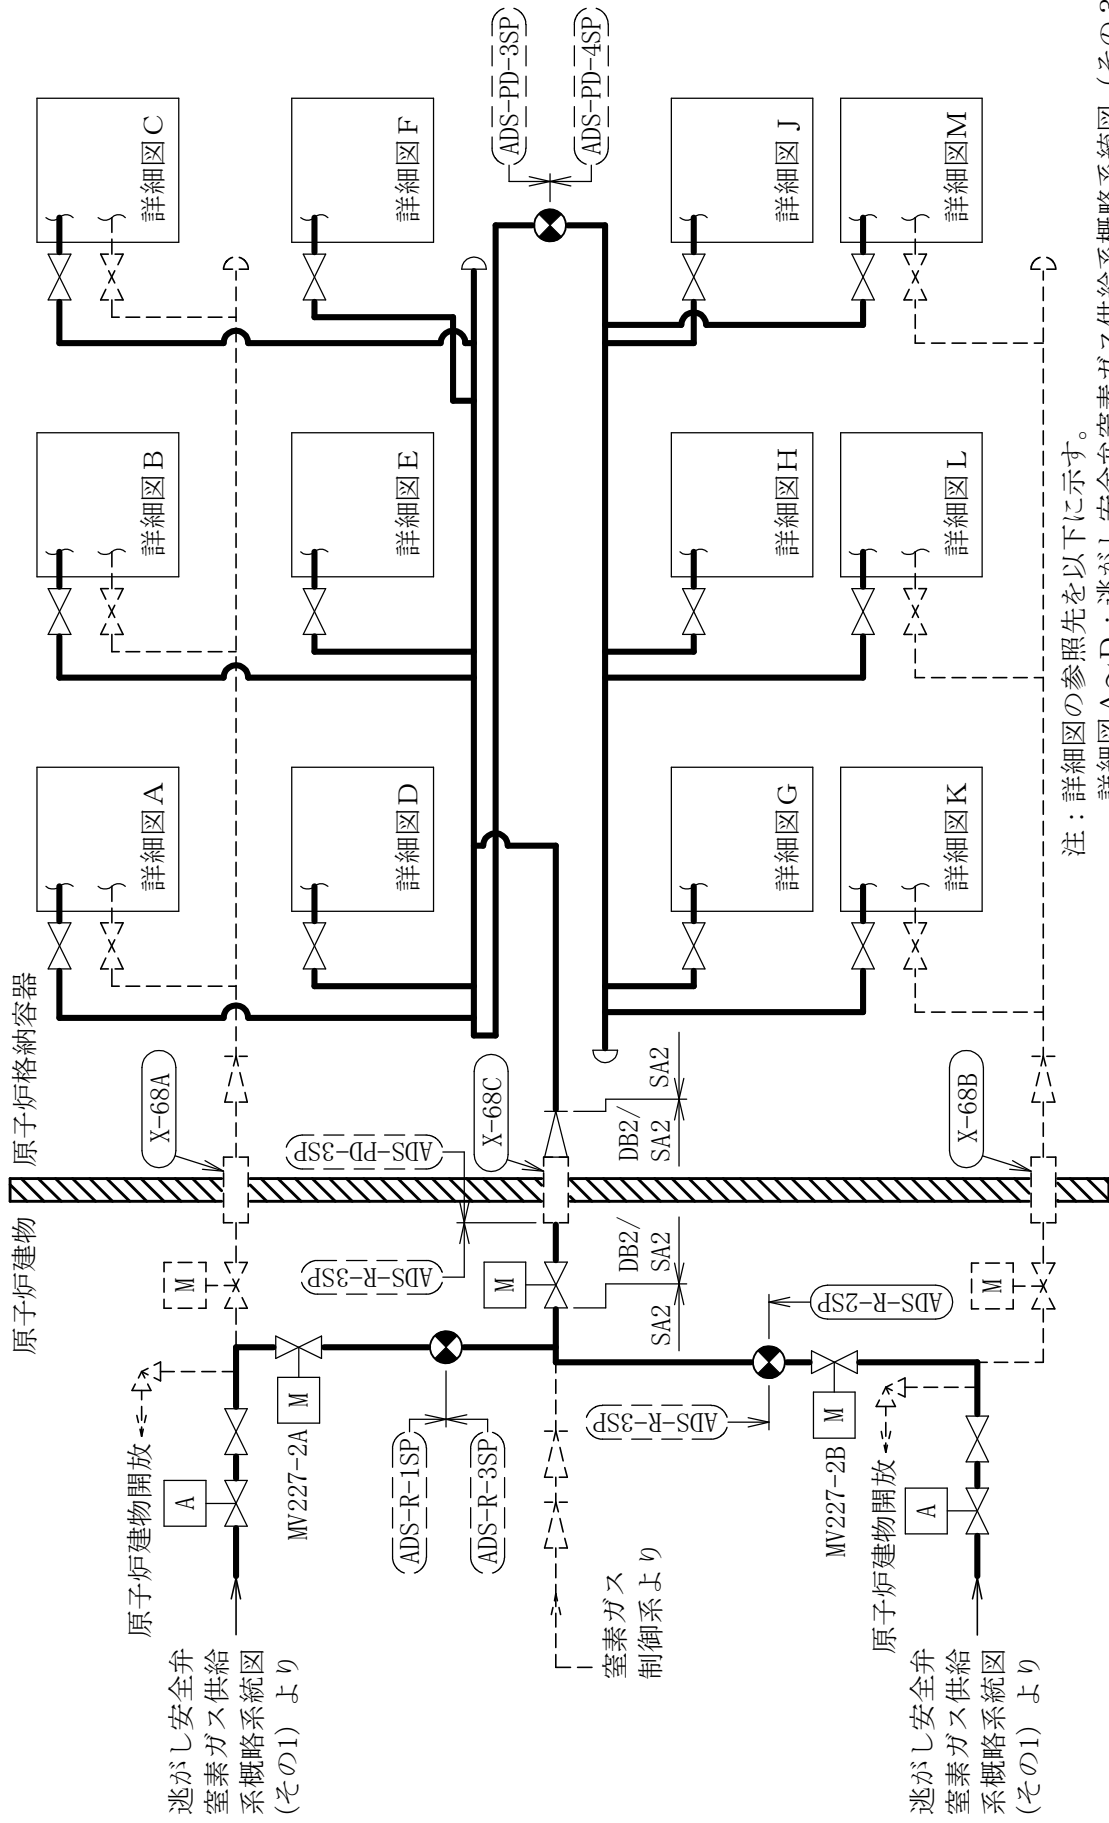 原子炉建物
原子炉格納容器
逃がし安全弁
窒素ガス供給
系概略系統図
(その1) より
原子炉建物開放
A
M
MV227-2A
M
X-68A
詳細図A
詳細図B
詳細図C
ADS-R-1SP
ADS-R-3SP
ADS-R-3SP
ADS-PD-3SP
詳細図D
詳細図E
詳細図F
窒素ガス
制御系より
M
X-68C
SA2
DB2/
SA2
DB2/
SA2
SA2
ADS-PD-3SP
ADS-PD-4SP
ADS-R-3SP
ADS-R-2SP
詳細図G
詳細図H
詳細図J
逃がし安全弁
窒素ガス供給
系概略系統図
(その1) より
原子炉建物開放
A
M
MV227-2B
M
X-68B
詳細図K
詳細図L
詳細図M
注：詳細図の参照先を以下に示す。